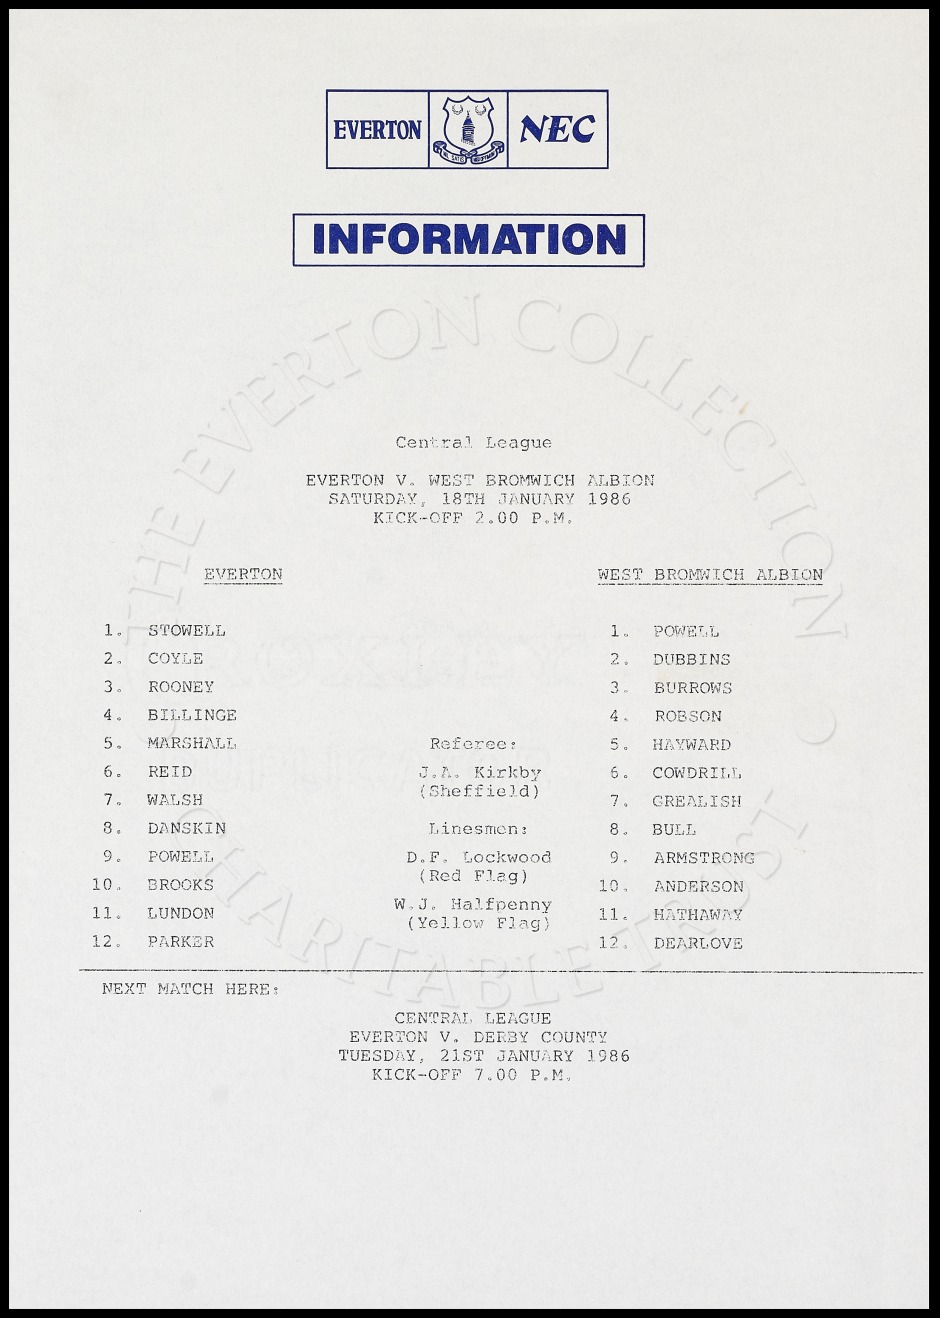 EVERTON NEC
NIL SATIS
INFORMATION
THE EVERTON COLLECTION
Central League
EVERTON V. WEST BROMWICH ALBION
SATURDAY, 18TH JANUARY 1986
KICK-OFF 2.00 P.M.
EVERTON
1. STOWELL
2. COYLE
3. ROONEY
4. BILLINGE
5. MARSHALL
6. REID
7. WALSH
8. DANSKIN
9. POWELL
10. BROOKS
11. LUNDON
12. PARKER
Referee:
J.A. Kirkby
(Sheffield)
Linesmen:
D.F. Lockwood
(Red Flag)
W.J. Halfpenny
(Yellow Flag)
WEST BROMWICH ALBION
1. POWELL
2. DUBBINS
3. BURROWS
4. ROBSON
5. HAYWARD
6. COWDRILL
7. GREALISH
8. BULL
9. ARMSTRONG
10. ANDERSON
11. HATHAWAY
12. DEARLOVE
CHARITABLE TRUST
NEXT MATCH HERE:
CENTRAL LEAGUE
EVERTON V. DERBY COUNTY
TUESDAY, 21ST JANUARY 1986
KICK-OFF 7.00 P.M.